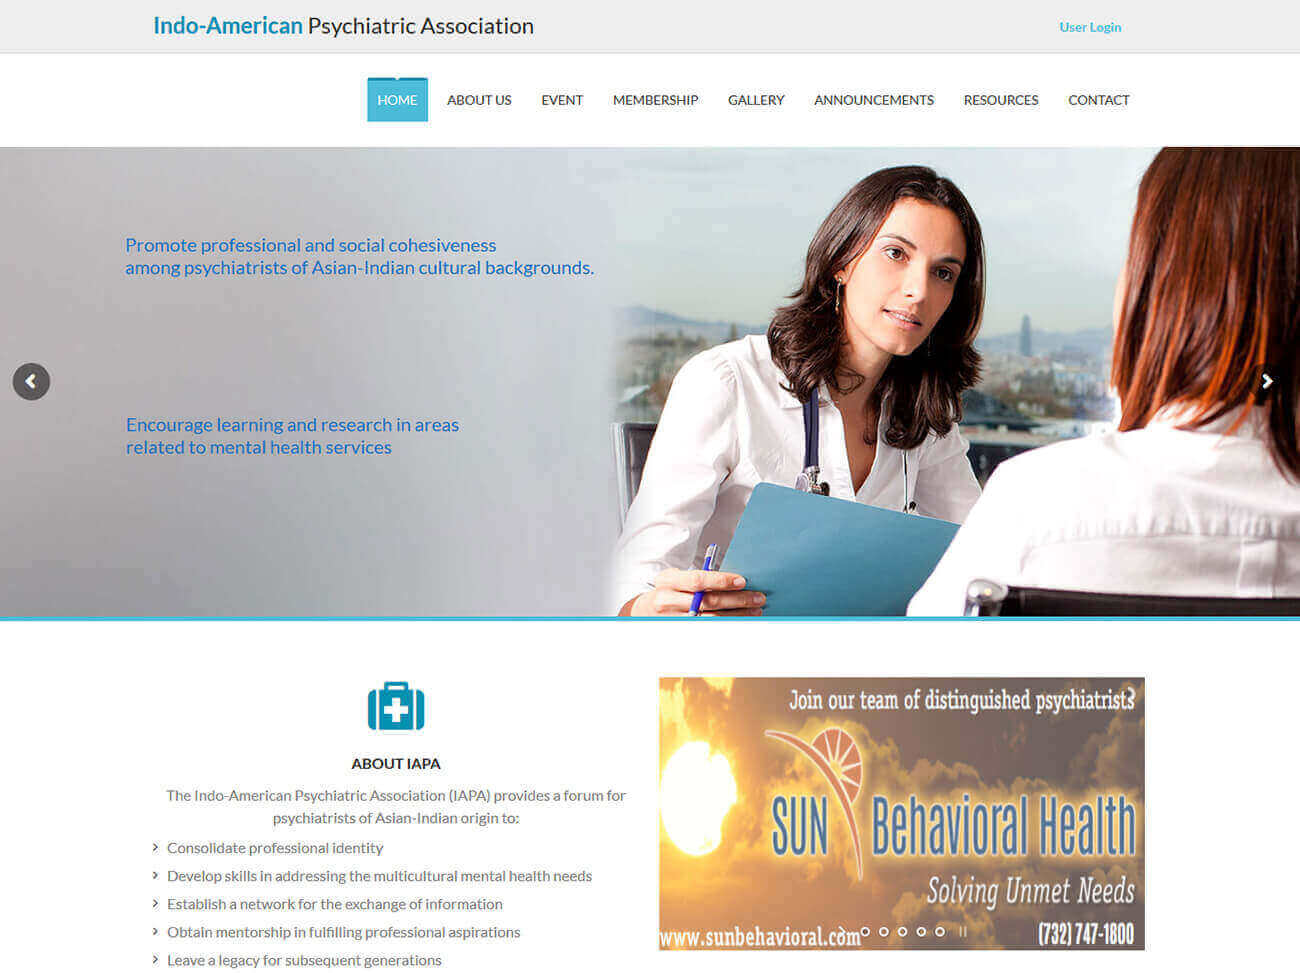 Indo-American Psychiatric Association
User Login
HOME ABOUT US EVENT MEMBERSHIP GALLERY ANNOUNCEMENTS RESOURCES CONTACT
Promote professional and social cohesiveness
among psychiatrists of Asian-Indian cultural backgrounds.
Encourage learning and research in areas
related to mental health services
ABOUT IAPA
The Indo-American Psychiatric Association (IAPA) provides a forum for
psychiatrists of Asian-Indian origin to:
Consolidate professional identity
Develop skills in addressing the multicultural mental health needs
Establish a network for the exchange of information
Obtain mentorship in fulfilling professional aspirations
Leave a legacy for subsequent generations
Join our team of distinguished psychiatrists?
SUN Behavioral Health
Solving Unmet Needs
www.sunbehavioral.com
(732) 747-1800